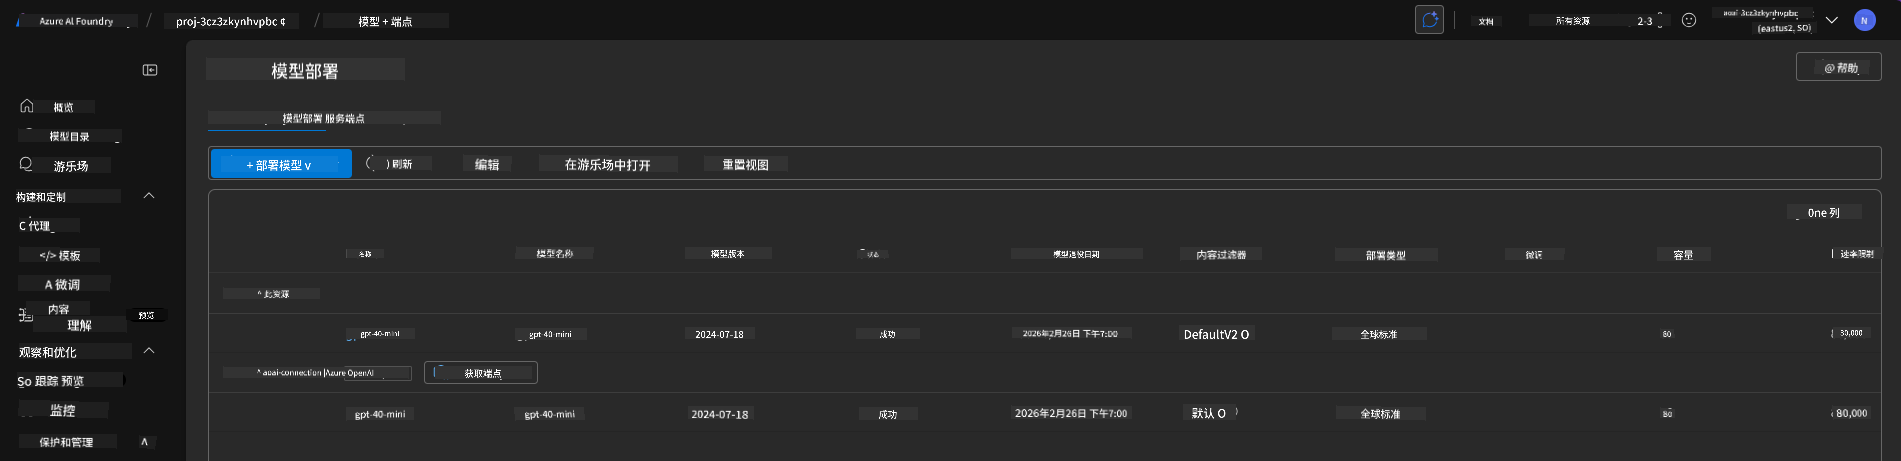 Azure AI Foundry / proj-3cz3zkynhvpbc ¢ / 模型 + 端点
文档
所有资源 2-3
aoai-3cz3zkynhvpbc
(eastus2, S0)
N
模型部署
@ 帮助
概览
模型目录
游乐场
构建和定制
C 代理
</> 模板
A 微调
内容
理解
预览
观察和优化
So 跟踪 预览
监控
保护和管理
模型部署 服务端点
+ 部署模型 v
刷新
编辑
在游乐场中打开
重置视图
One 列
名称 模型名称 模型版本 状态 模型退役日期 内容过滤器 部署类型 微调 容量 速率限制
^ 此资源
gpt-40-mini gpt-40-mini 2024-07-18 成功 2026年2月26日 下午7:00 DefaultV2 O 全球标准 80 80,000
^ aoai-connection |Azure OpenAI 获取端点
gpt-40-mini gpt-40-mini 2024-07-18 成功 2026年2月26日 下午7:00 默认 O 全球标准 80 80,000